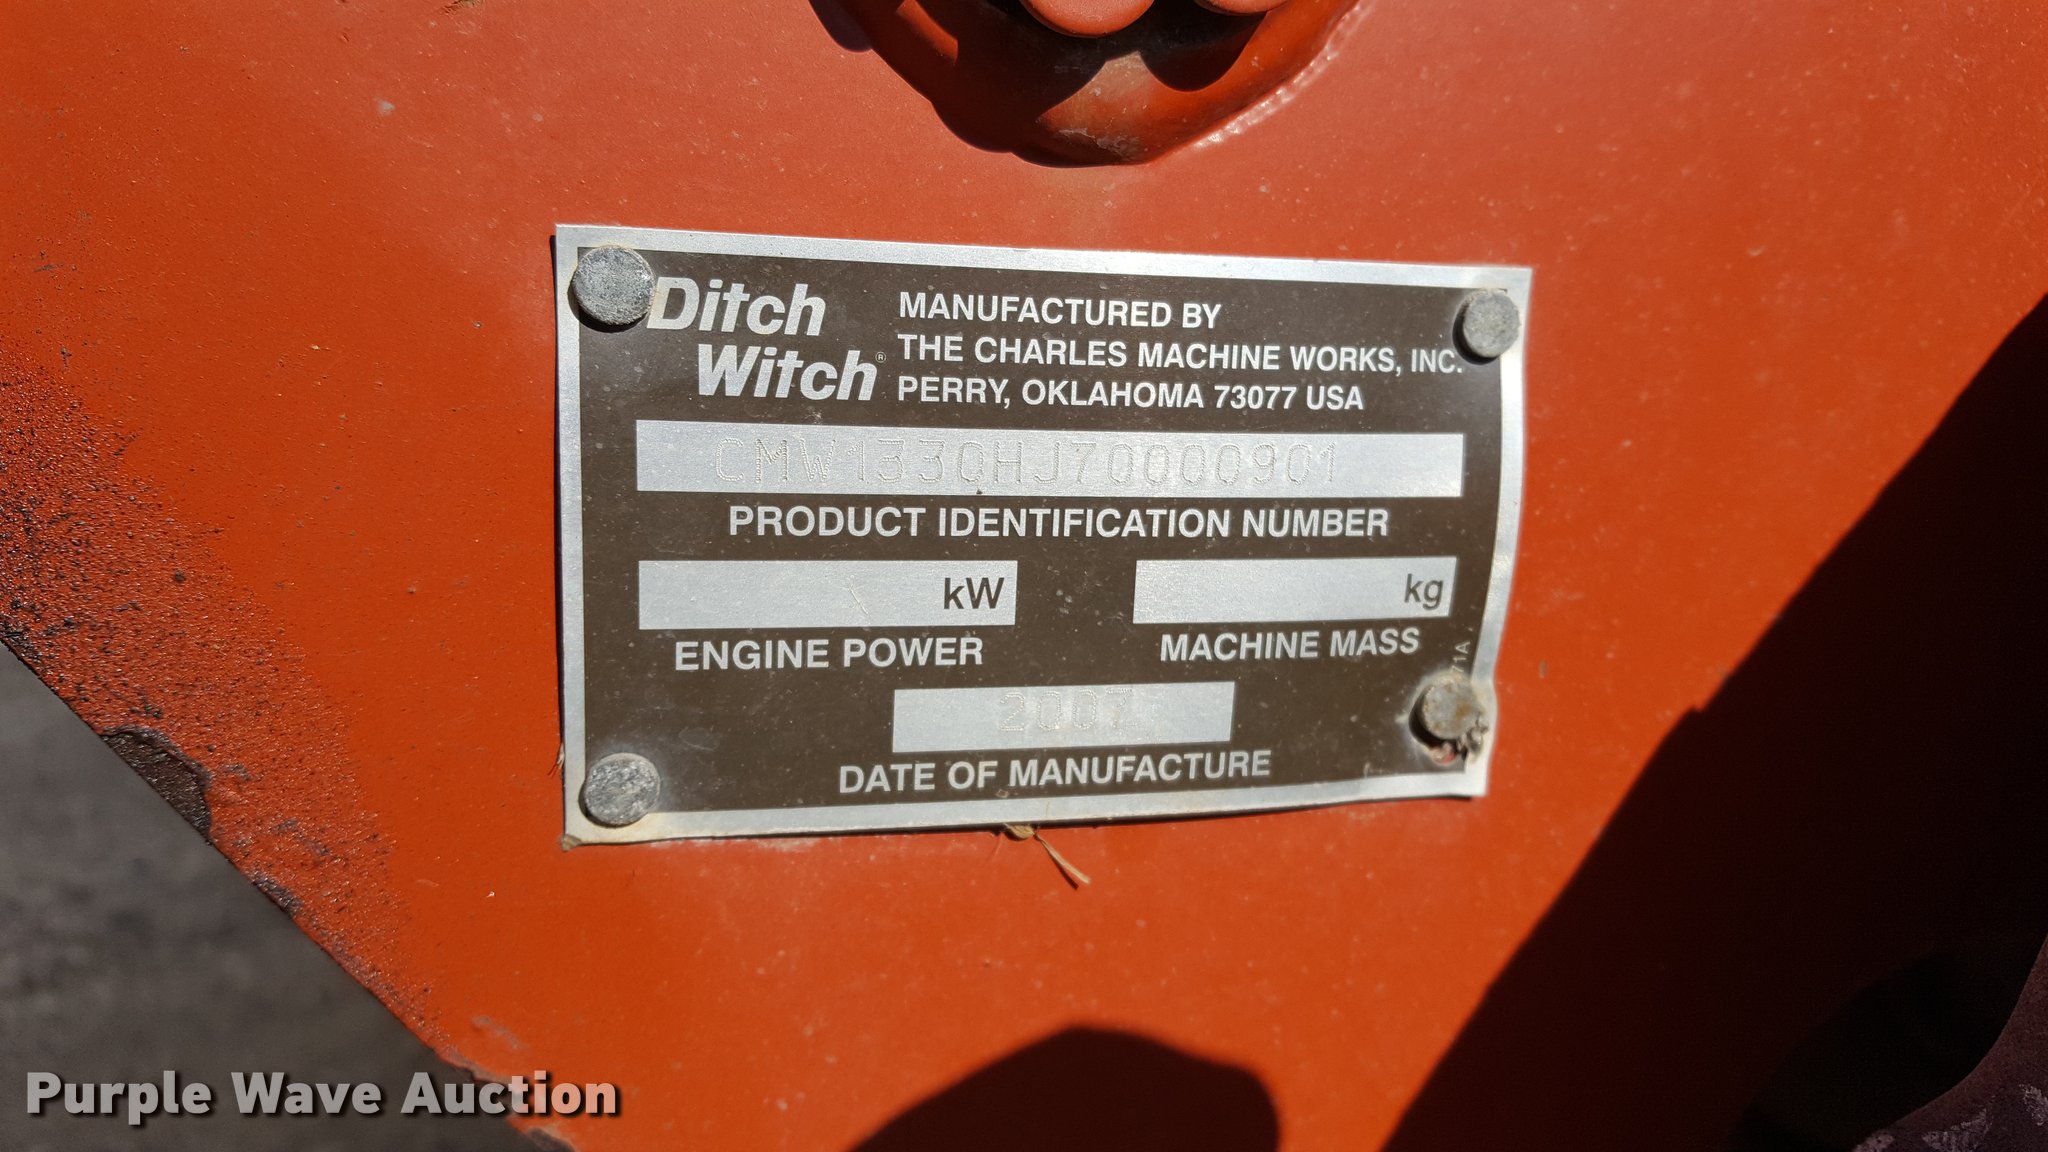 Ditch
Witch®
MANUFACTURED BY
THE CHARLES MACHINE WORKS, INC.
PERRY, OKLAHOMA 73077 USA
CMW1330HJ70000901
PRODUCT IDENTIFICATION NUMBER
kW
ENGINE POWER
kg
MACHINE MASS
71A
2007
DATE OF MANUFACTURE
Purple Wave Auction